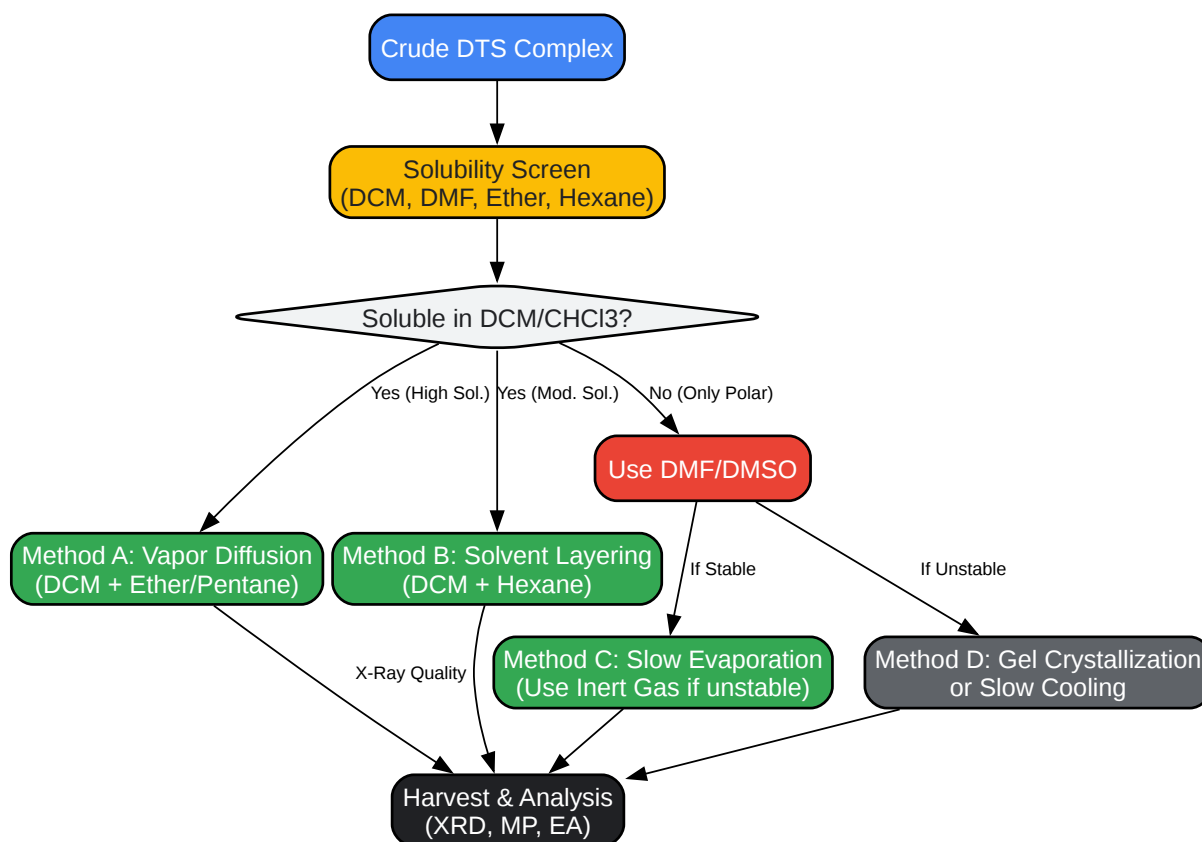 Crude DTS Complex
Solubility Screen
(DCM, DMF, Ether, Hexane)
Soluble in DCM/CHCl3?
Yes (High Sol.)
Yes (Mod. Sol.)
No (Only Polar)
Use DMF/DMSO
Method A: Vapor Diffusion
(DCM + Ether/Pentane)
Method B: Solvent Layering
(DCM + Hexane)
If Stable
If Unstable
X-Ray Quality
Method C: Slow Evaporation
(Use Inert Gas if unstable)
Method D: Gel Crystallization
or Slow Cooling
Harvest & Analysis
(XRD, MP, EA)